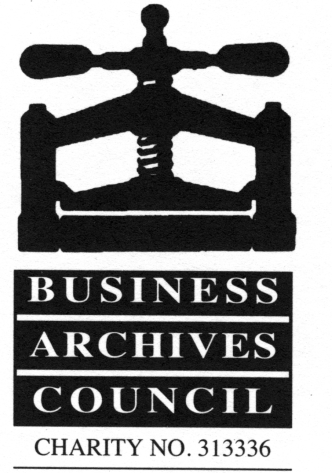 BUSINESS
ARCHIVES
COUNCIL
CHARITY NO. 313336